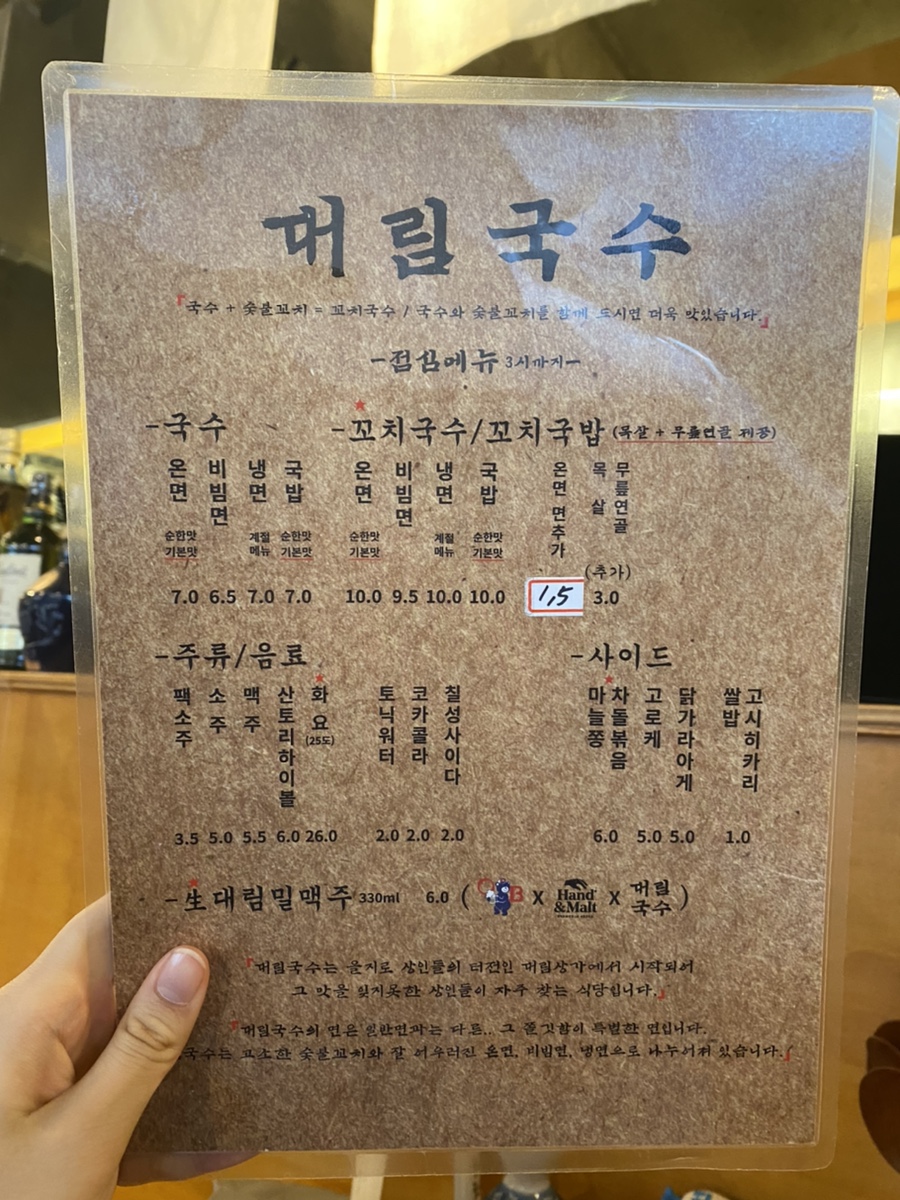 대림국수
「국수 + 숯불꼬치 = 꼬치국수 / 국수와 숯불꼬치를 함께 드시면 더욱 맛있습니다.」
-점심메뉴 3시까지-
-국수
온면 비빔면 냉면 국밥
순한맛 기본맛 계절메뉴 순한맛 기본맛
7.0 6.5 7.0 7.0
-꼬치국수/꼬치국밥 (목살 + 무릎연골 제공)
온면 비빔면 냉면 국밥 온면 면추가 목살 무릎연골
순한맛 기본맛 계절메뉴 순한맛 기본맛
(추가)
10.0 9.5 10.0 10.0 1,5 3.0
-주류/음료
팩소주 소주 맥주 산토리하이볼 화요 (25도) 토닉워터 코카콜라 칠성사이다
3.5 5.0 5.5 6.0 26.0 2.0 2.0 2.0
-사이드
마늘쫑 차돌볶음 고로케 닭가라아게 쌀밥 고시히카리
6.0 5.0 5.0 1.0
-生대림밀맥주 330ml 6.0 ( OB X Hand &Malt X 대림국수 )
「대림국수는 을지로 상인들의 터전인 대림상가에서 시작되어
그 맛을 잊지못한 상인들이 자주 찾는 식당입니다.」
「대림국수의 면은 일반면과는 다른.. 그 쫄깃함이 특별한 면입니다.
국수는 고소한 숯불꼬치와 잘 어우러진 온면, 비빔면, 냉면으로 나누어져 있습니다.」